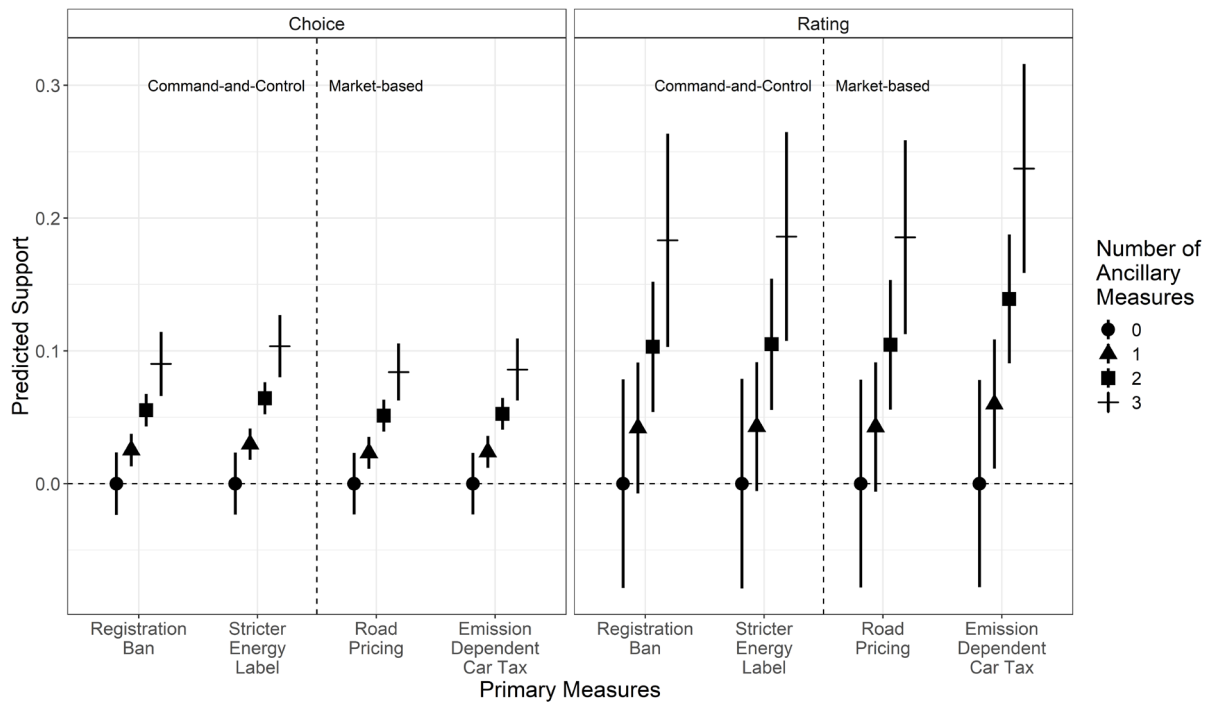 Choice
Rating
Command-and-Control
Market-based
Command-and-Control
Market-based
0.3
0.2
0.1
0.0
Predicted Support
Registration
Ban
Stricter
Energy
Label
Road
Pricing
Emission
Dependent
Car Tax
Registration
Ban
Stricter
Energy
Label
Road
Pricing
Emission
Dependent
Car Tax
Primary Measures
Number of
Ancillary
Measures
0
1
2
3